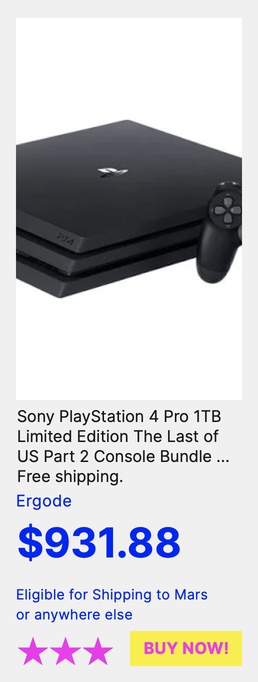 PS4
Sony PlayStation 4 Pro 1TB
Limited Edition The Last of
US Part 2 Console Bundle ...
Free shipping.
Ergode
$931.88
Eligible for Shipping to Mars
or anywhere else
BUY NOW!